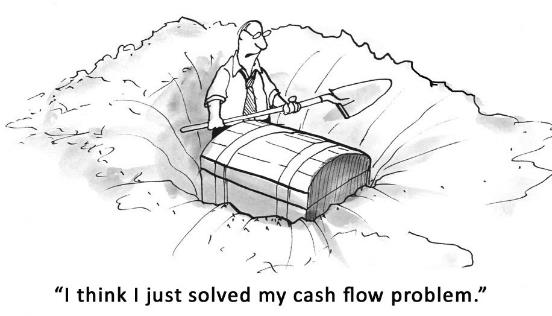 “I think I just solved my cash flow problem.”